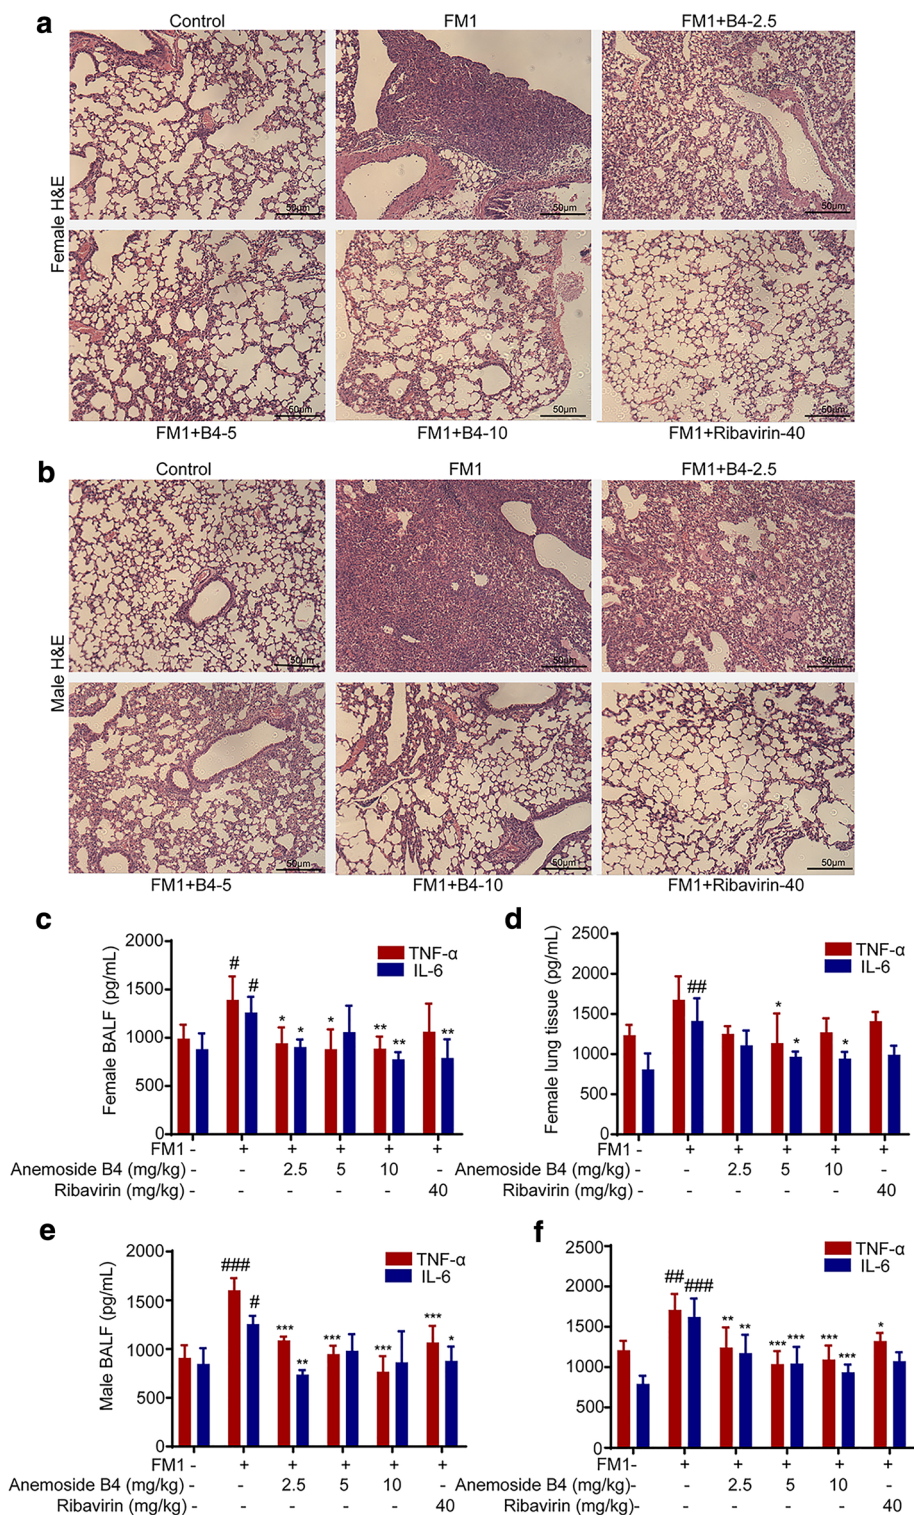 a
Control FM1 FM1+B4-2.5
Female H&E
50μm 50μm 50μm
50μm 50μm 50μm
FM1+B4-5 FM1+B4-10 FM1+Ribavirin-40
b
Control FM1 FM1+B4-2.5
Male H&E
50μm 50μm 50μm
50μm 50μm 50μm
FM1+B4-5 FM1+B4-10 FM1+Ribavirin-40
c
Female BALF (pg/mL)
2000
1500
1000
500
0
TNF-α
IL-6
# # * * * ** ** **
FM1 - + + + + +
Anemoside B4 (mg/kg) - - 2.5 5 10 -
Ribavirin (mg/kg) - - - - - 40
d
Female lung tissue (pg/mL)
2500
2000
1500
1000
500
0
TNF-α
IL-6
## * * *
FM1 - + + + + +
Anemoside B4 (mg/kg) - - 2.5 5 10 -
Ribavirin (mg/kg) - - - - - 40
e
Male BALF (pg/mL)
2000
1500
1000
500
0
TNF-α
IL-6
### # *** ** *** *** *** *
FM1 - + + + + +
Anemoside B4 (mg/kg) - - 2.5 5 10 -
Ribavirin (mg/kg) - - - - - 40
f
2500
2000
1500
1000
500
0
TNF-α
IL-6
## ### ** ** *** *** *** *** *
FM1- + + + + +
Anemoside B4 (mg/kg)- - 2.5 5 10 -
Ribavirin (mg/kg) - - - - - 40